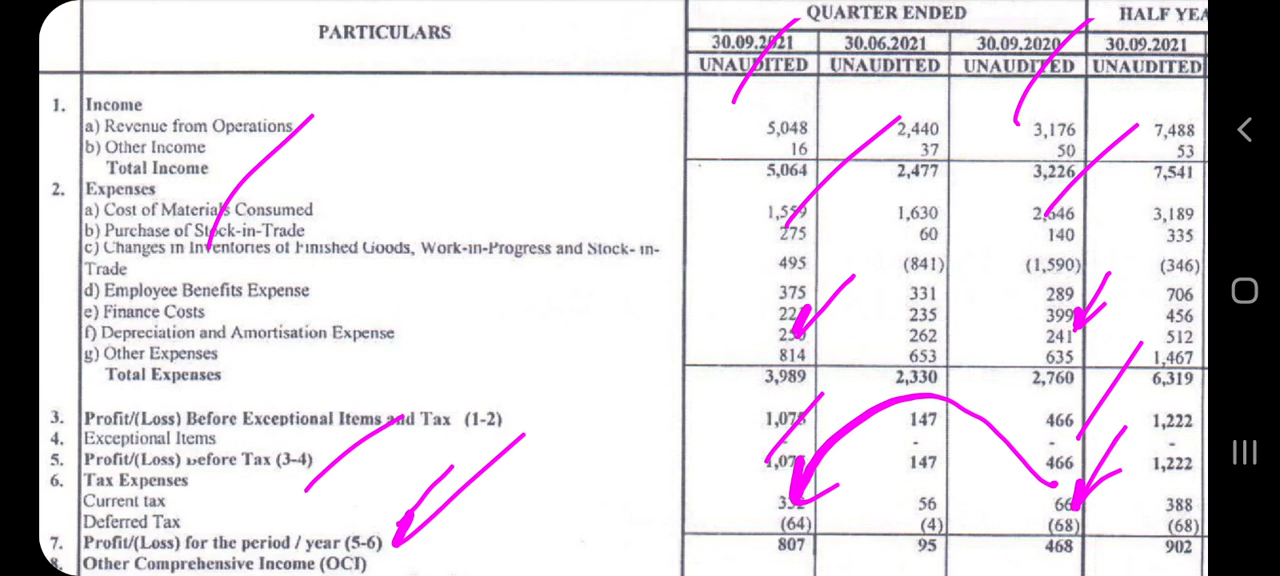 PARTICULARS QUARTER ENDED HALF YEA
30.09.2021 30.06.2021 30.09.2020 30.09.2021
UNAUDITED UNAUDITED UNAUDITED UNAUDITED
1. Income
a) Revenue from Operations 5,048 2,440 3,176 7,488
b) Other Income 16 37 50 53
Total Income 5,064 2,477 3,226 7,541
2. Expenses
a) Cost of Materials Consumed 1,559 1,630 2,646 3,189
b) Purchase of Stock-in-Trade 275 60 140 335
c) Changes in Inventories of Finished Goods, Work-in-Progress and Stock- in-
Trade 495 (841) (1,590) (346)
d) Employee Benefits Expense 375 331 289 706
e) Finance Costs 235 399 456
f) Depreciation and Amortisation Expense 262 241 512
g) Other Expenses 814 653 635 1,467
Total Expenses 3,989 2,330 2,760 6,319
3. Profit/(Loss) Before Exceptional Items and Tax (1-2) 1,075 147 466 1,222
4. Exceptional Items - - - -
5. Profit/(Loss) before Tax (3-4) 1,075 147 466 1,222
6. Tax Expenses
Current tax 56 66 388
Deferred Tax (64) (4) (68) (68)
7. Profit/(Loss) for the period / year (5-6) 807 95 468 902
8. Other Comprehensive Income (OCI)